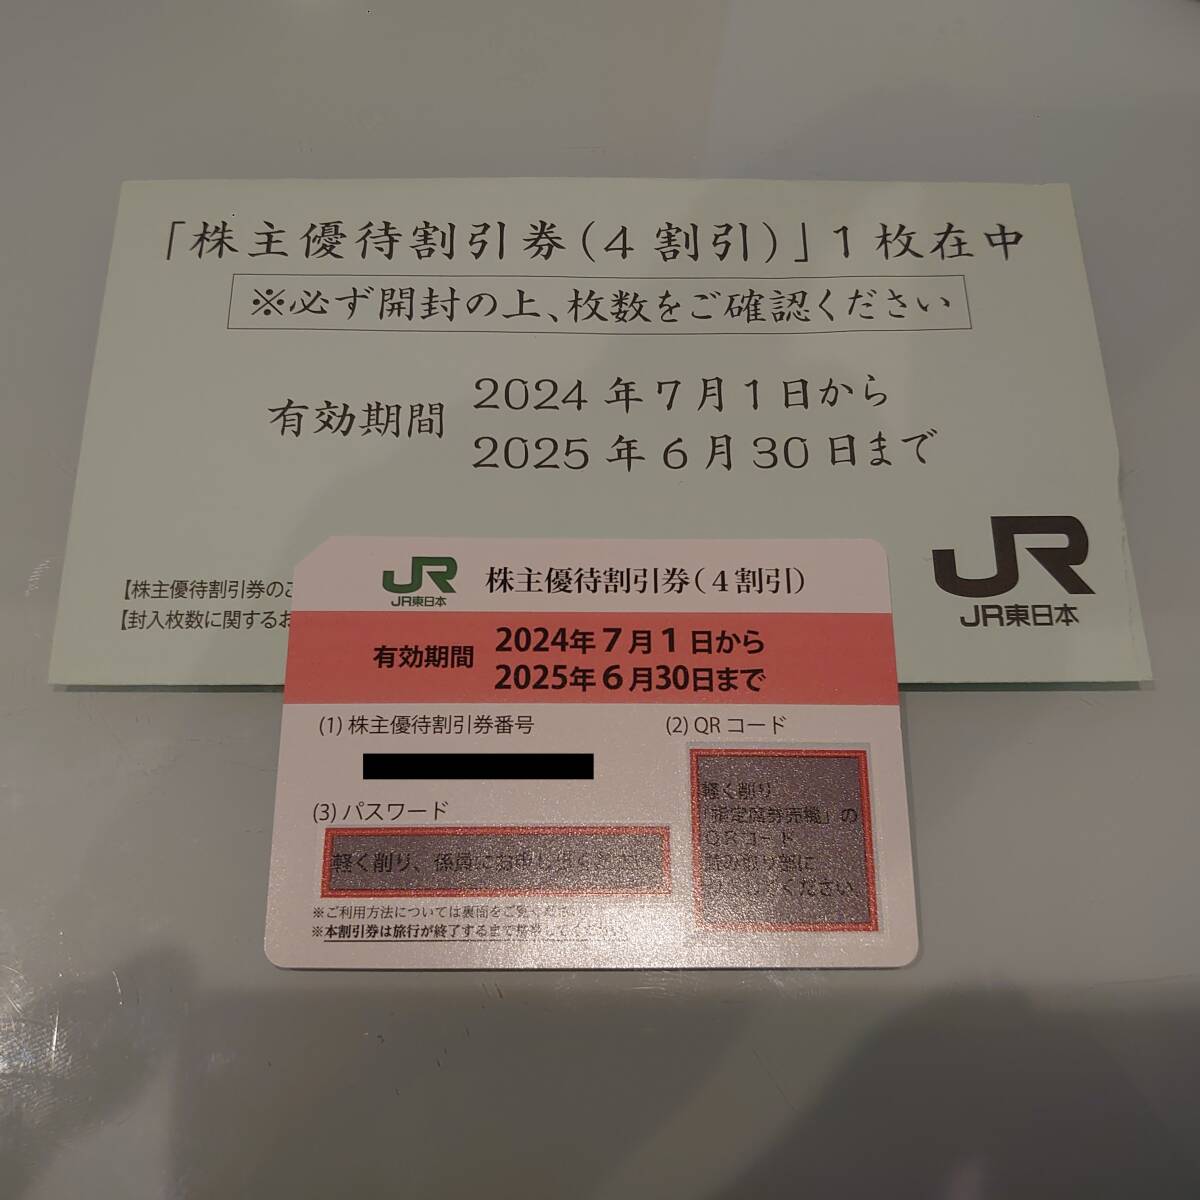 「株主優待割引券(4割引)」1枚在中
※必ず開封の上、枚数をご確認ください
有効期間 2024年7月1日から
2025年6月30日まで
JR東日本
【株主優待割引券のご
【封入枚数に関するお
JR東日本
株主優待割引券(4割引)
有効期間 2024年7月1日から
2025年6月30日まで
(1) 株主優待割引券番号
(2) QRコード
軽く削り
「指定席券売機」の
QRコード
読み取り部に
ください
(3) パスワード
軽く削り、係員にお申し
※ご利用方法については裏面をご覧ください。
※本割引券は旅行が終了するまで携帯してください。